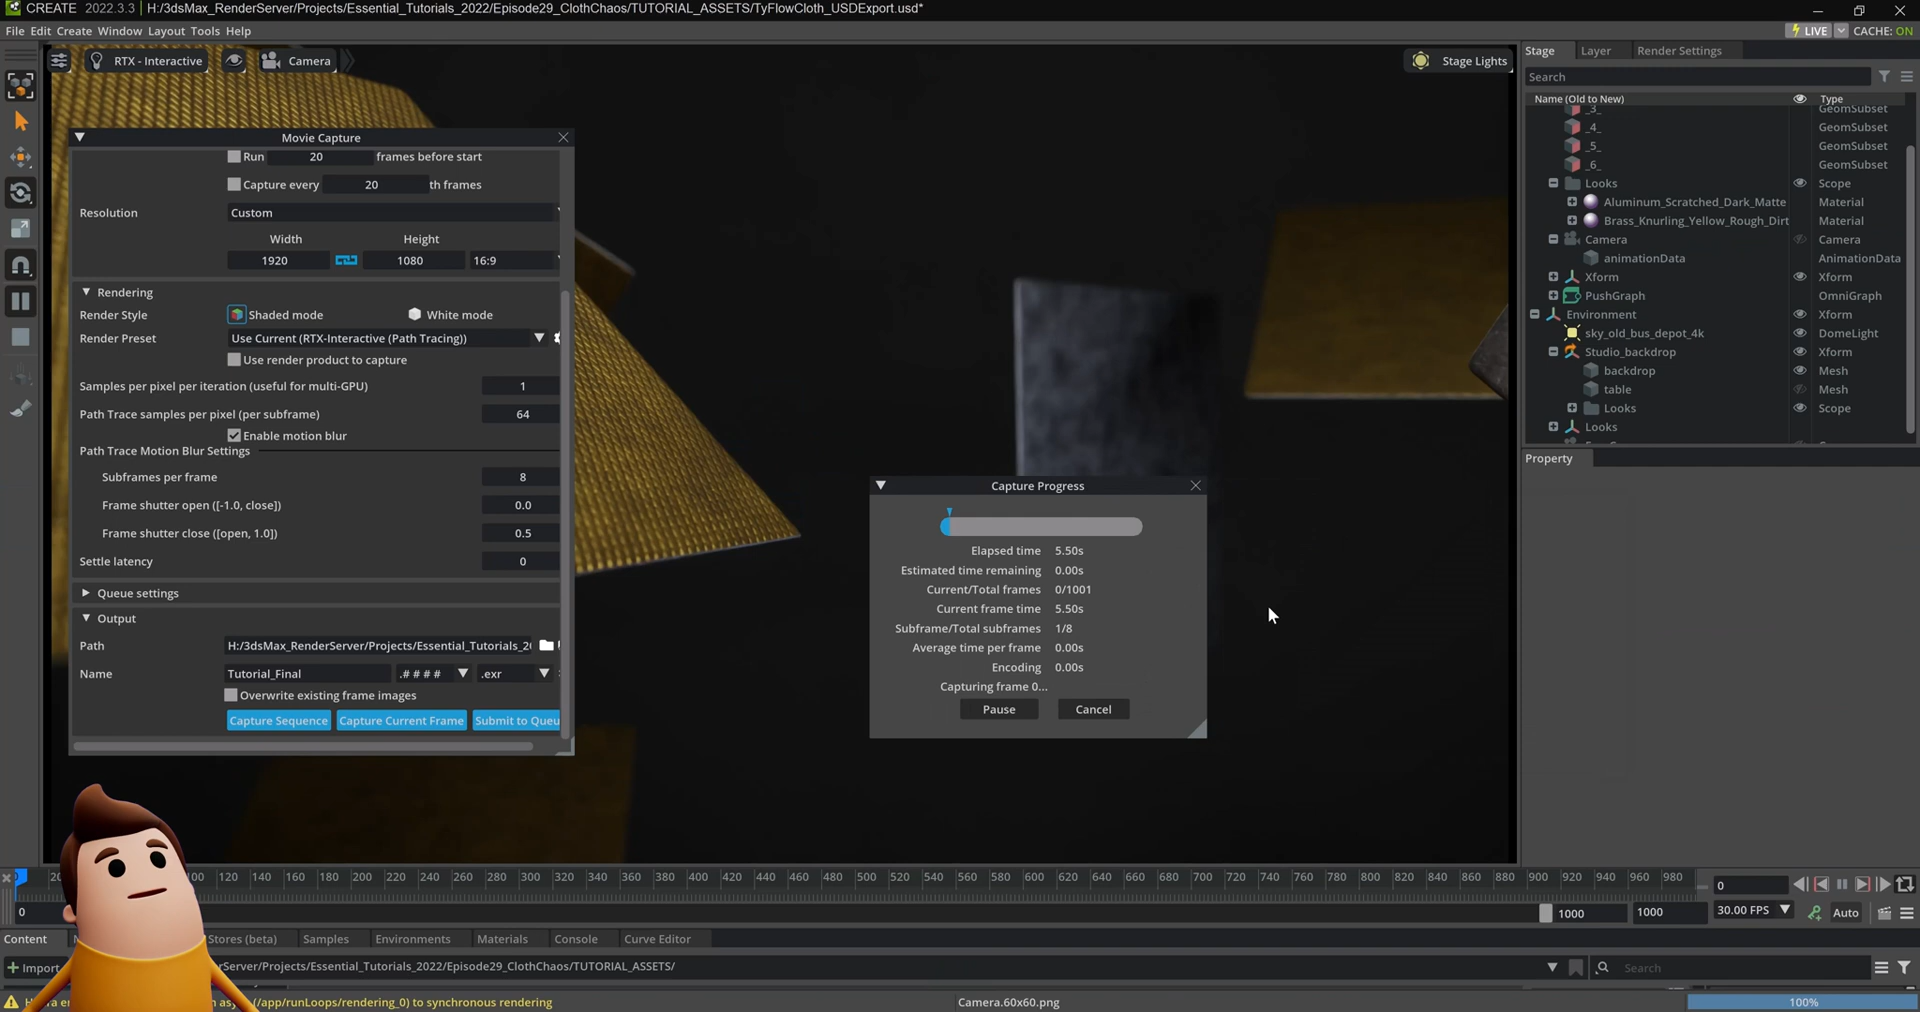 CREATE 2022.3.3 H:/3dsMax_RenderServer/Projects/Essential_Tutorials_2022/Episode29_ClothChaos/TUTORIAL_ASSETS/TyFlowCloth_USDExport.usd*
File Edit Create Window Layout Tools Help
LIVE CACHE: ON
RTX - Interactive
Camera
Stage Lights
Movie Capture
Run 20 frames before start
Capture every 20 th frames
Resolution Custom
Width Height
1920 1080 16:9
Rendering
Render Style Shaded mode White mode
Render Preset Use Current (RTX-Interactive (Path Tracing))
Use render product to capture
Samples per pixel per iteration (useful for multi-GPU) 1
Path Trace samples per pixel (per subframe) 64
Enable motion blur
Path Trace Motion Blur Settings
Subframes per frame 8
Frame shutter open ([-1.0, close]) 0.0
Frame shutter close ([open, 1.0]) 0.5
Settle latency 0
Queue settings
Output
Path H:/3dsMax_RenderServer/Projects/Essential_Tutorials_2
Name Tutorial_Final .#### .exr
Overwrite existing frame images
Capture Sequence Capture Current Frame Submit to Queu
Capture Progress
Elapsed time 5.50s
Estimated time remaining 0.00s
Current/Total frames 0/1001
Current frame time 5.50s
Subframe/Total subframes 1/8
Average time per frame 0.00s
Encoding 0.00s
Capturing frame 0...
Pause Cancel
Stage Layer Render Settings
Search
Name (Old to New) Type
_3_ GeomSubset
_4_ GeomSubset
_5_ GeomSubset
_6_ GeomSubset
Looks Scope
Aluminum_Scratched_Dark_Matte Material
Brass_Knurling_Yellow_Rough_Dirt Material
Camera Camera
animationData AnimationData
Xform Xform
PushGraph OmniGraph
Environment Xform
sky_old_bus_depot_4k DomeLight
Studio_backdrop Xform
backdrop Mesh
table Mesh
Looks Scope
Looks
Property
100 120 140 160 180 200 220 240 260 280 300 320 340 360 380 400 420 440 460 480 500 520 540 560 580 600 620 640 660 680 700 720 740 760 780 800 820 840 860 880 900 920 940 960 980
0
0 1000 1000 30.00 FPS Auto
Content Stores (beta) Samples Environments Materials Console Curve Editor
Import Server/Projects/Essential_Tutorials_2022/Episode29_ClothChaos/TUTORIAL_ASSETS/
Search
(/app/runLoops/rendering_0) to synchronous rendering
Camera.60x60.png
100%